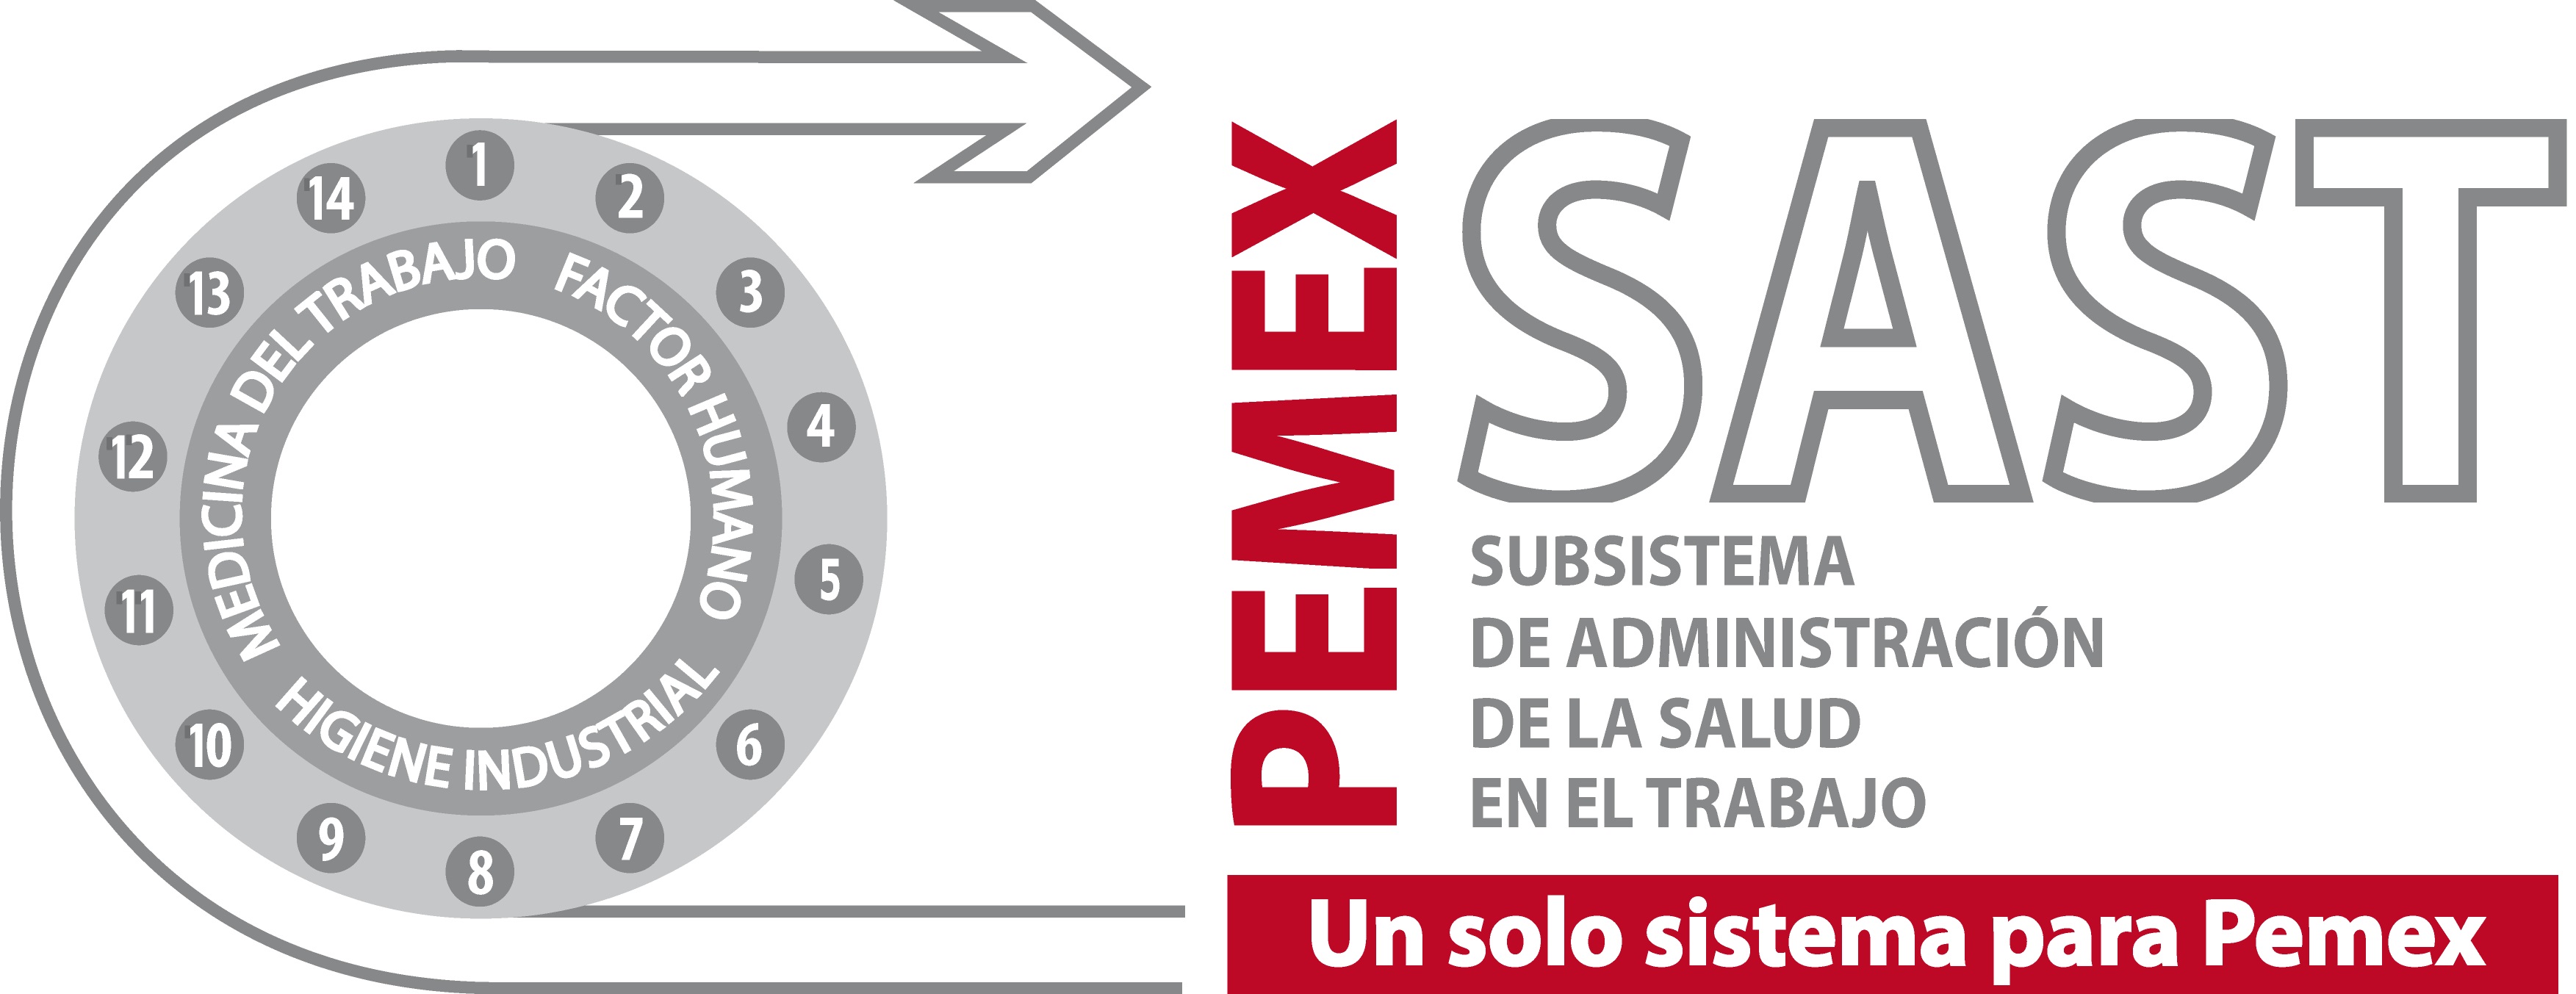 1
2
3
4
5
6
7
8
9
10
11
12
13
14
MEDICINA DEL TRABAJO
FACTOR HUMANO
HIGIENE INDUSTRIAL
PEMEX
SAST
SUBSISTEMA
DE ADMINISTRACIÓN
DE LA SALUD
EN EL TRABAJO
Un solo sistema para Pemex